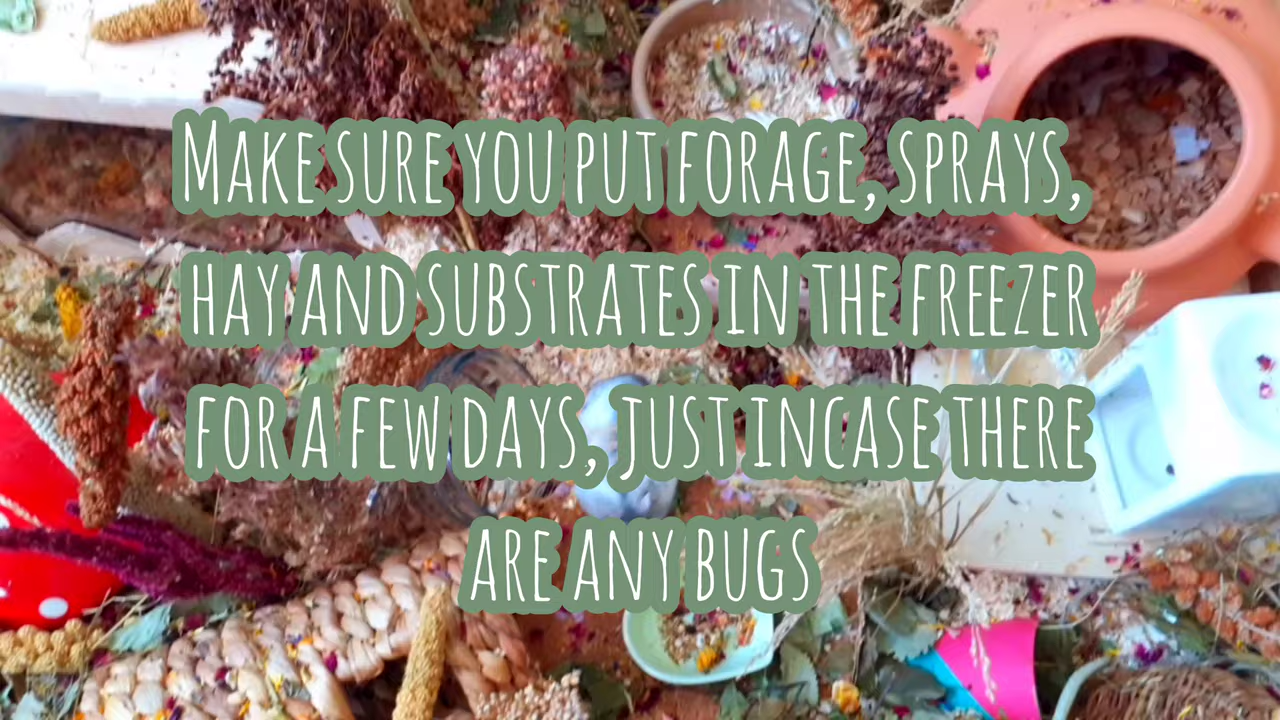 Make sure you put forage, sprays,
hay and substrates in the freezer
for a few days, just incase there
are any bugs